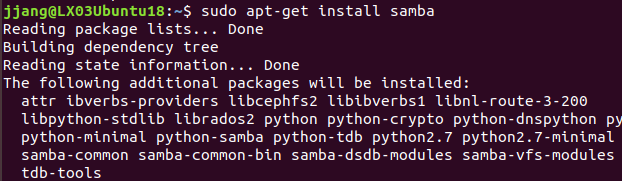 jjang@LX03Ubuntu18:~$ sudo apt-get install samba
Reading package lists... Done
Building dependency tree
Reading state information... Done
The following additional packages will be installed:
attr ibverbs-providers libcephfs2 libibverbs1 libnl-route-3-200
libpython-stdlib librados2 python python-crypto python-dnspython py
python-minimal python-samba python-tdb python2.7 python2.7-minimal
samba-common samba-common-bin samba-dsdb-modules samba-vfs-modules
tdb-tools